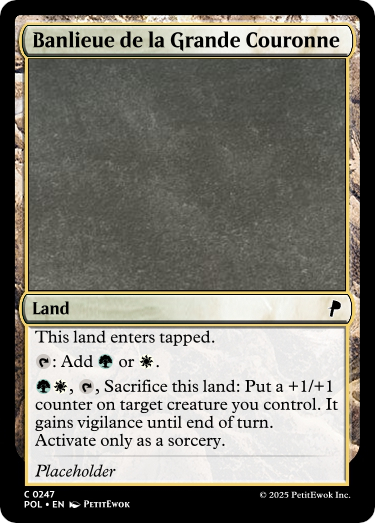 Banlieue de la Grande Couronne
Land
This land enters tapped.
: Add or .
, , Sacrifice this land: Put a +1/+1
counter on target creature you control. It
gains vigilance until end of turn.
Activate only as a sorcery.
Placeholder
C 0247
POL • EN PetitEwok
© 2025 PetitEwok Inc.